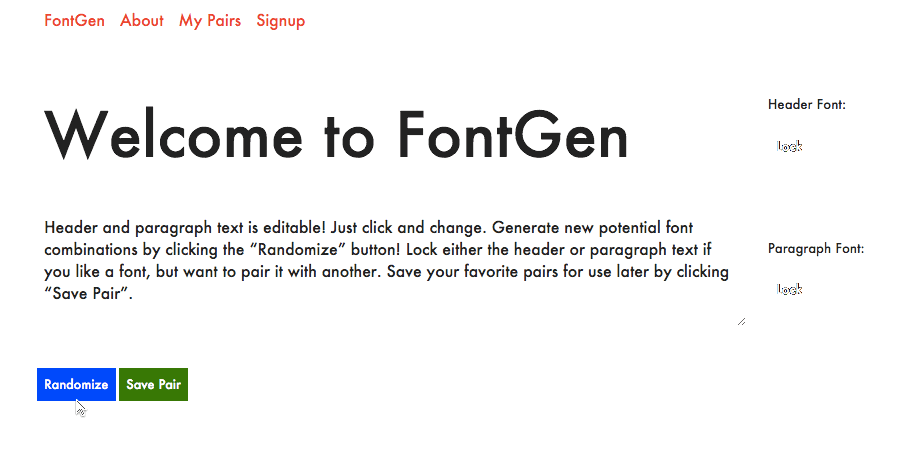 FontGen About My Pairs Signup
Welcome to FontGen
Header Font:
Lock
Header and paragraph text is editable! Just click and change. Generate new potential font
combinations by clicking the “Randomize” button! Lock either the header or paragraph text if
you like a font, but want to pair it with another. Save your favorite pairs for use later by clicking
“Save Pair”.
Paragraph Font:
Lock
Randomize Save Pair